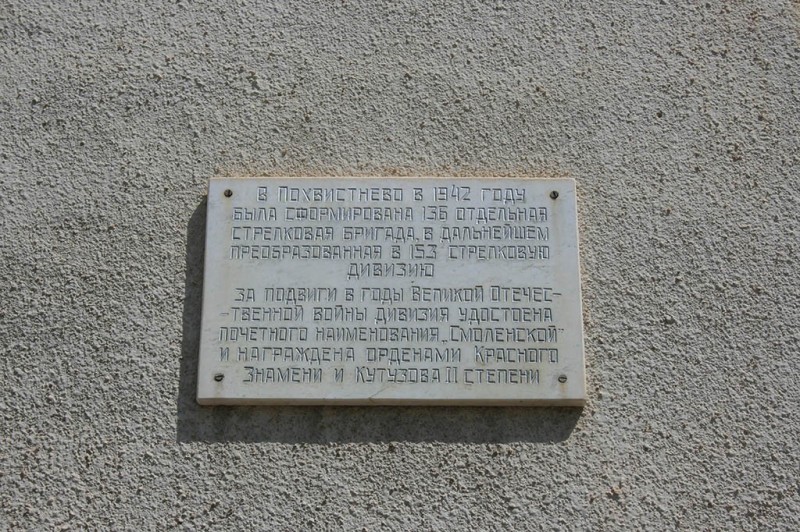 В Похвистнево в 1942 году
была сформирована 136 отдельная
стрелковая бригада, в дальнейшем
преобразованная в 153 стрелковую
дивизию
за подвиги в годы Великой Отечес-
-твенной войны дивизия удостоена
почетного наименования „Смоленской"
и награждена орденами Красного
Знамени и Кутузова II степени